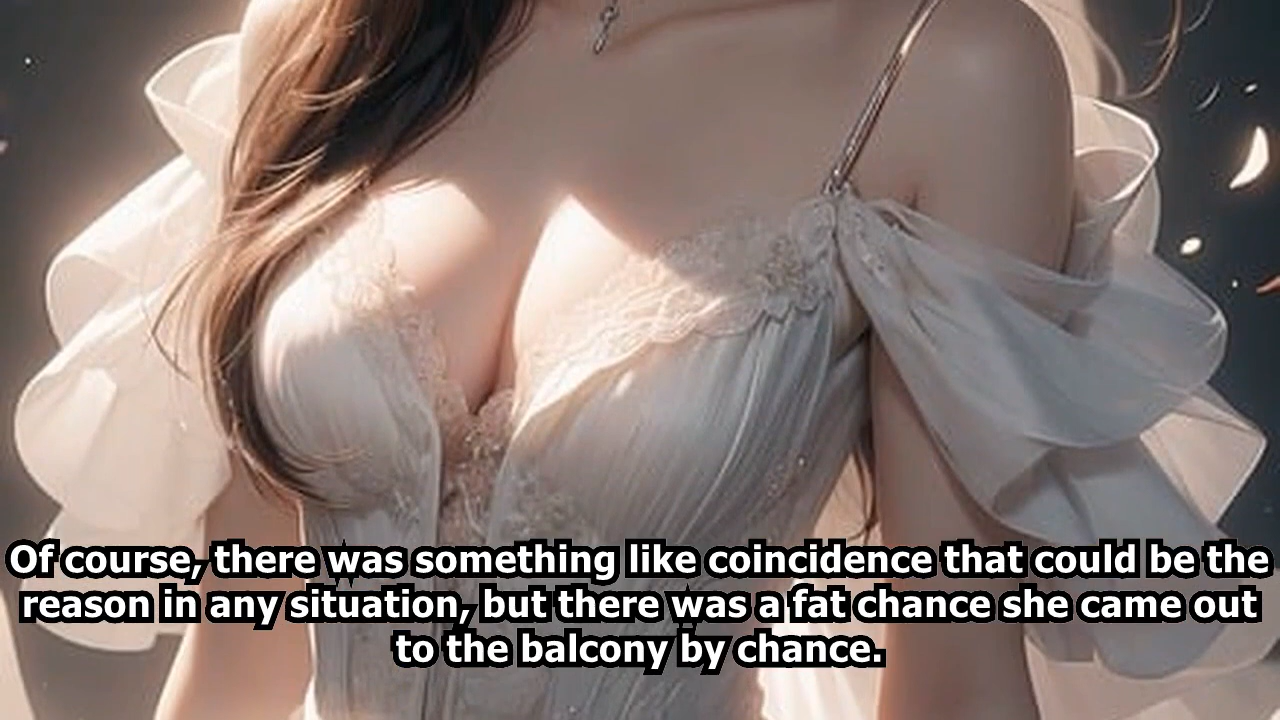 Of course, there was something like coincidence that could be the
reason in any situation, but there was a fat chance she came out
to the balcony by chance.